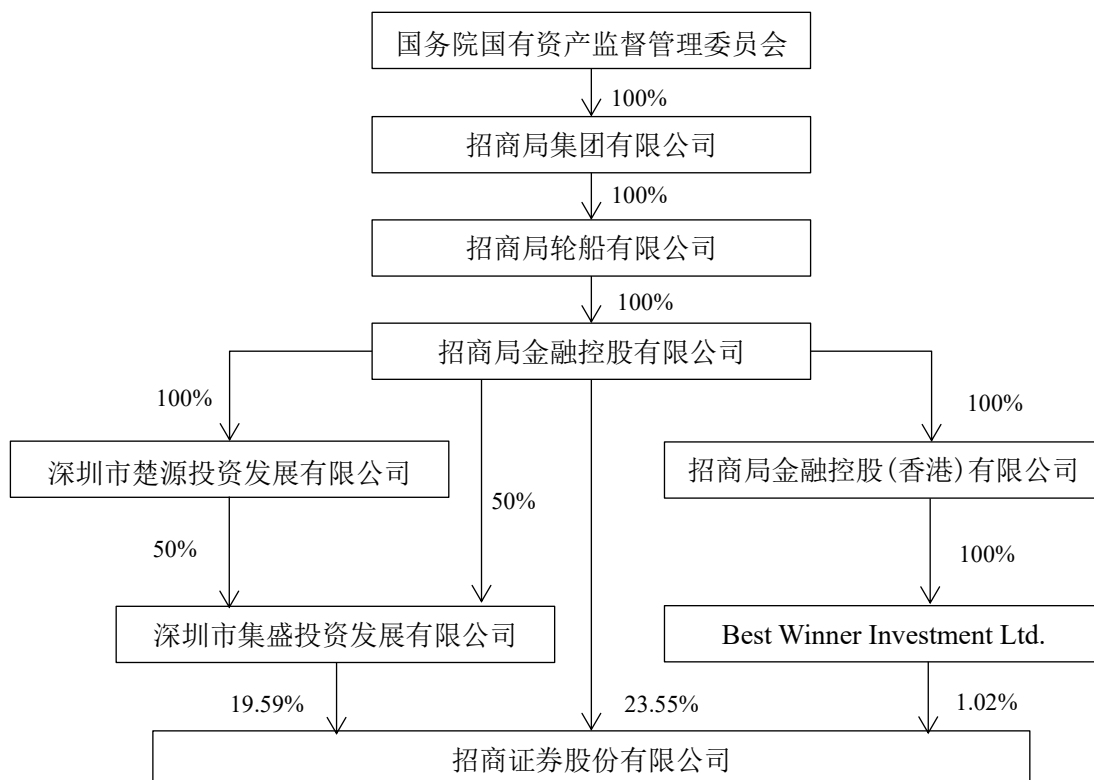 国务院国有资产监督管理委员会
100%
招商局集团有限公司
100%
招商局轮船有限公司
100%
招商局金融控股有限公司
100%
100%
深圳市楚源投资发展有限公司
招商局金融控股(香港)有限公司
50%
50%
100%
深圳市集盛投资发展有限公司
Best Winner Investment Ltd.
19.59%
23.55%
1.02%
招商证券股份有限公司